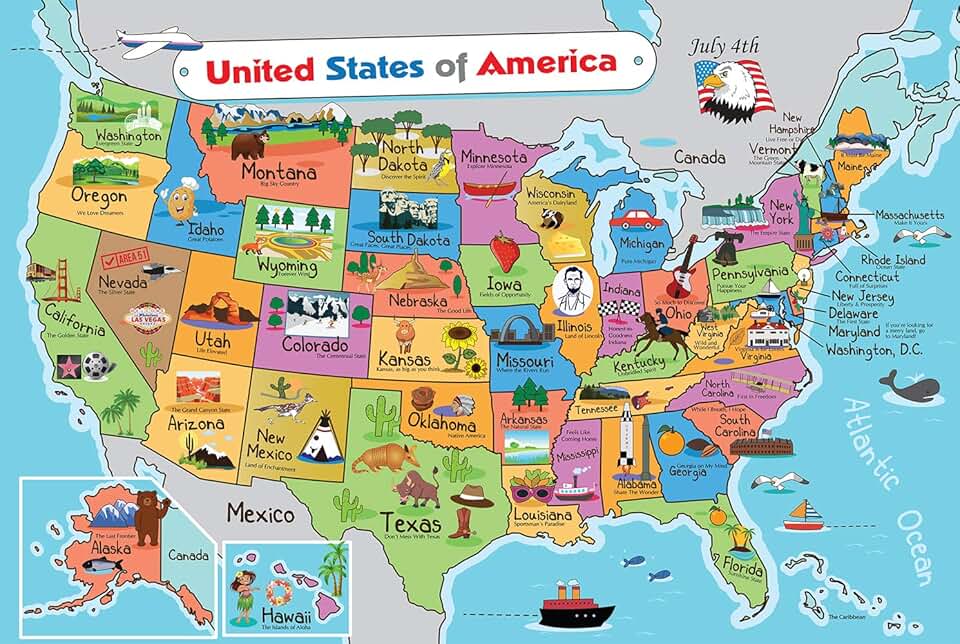 United States of America
July 4th
Canada
New
Hampshire
Live Free or Die
Vermont
The Green
Mountain State
Maine
Washington
Evergreen State
Montana
Big Sky Country
North
Dakota
Discover the Spirit
Minnesota
Explore Minnesota
Oregon
We Love Dreamers
Idaho
Great Potatoes
Wyoming
Forever West
South Dakota
Great Faces. Great Places.
Wisconsin
America's Dairyland
Michigan
Pure Michigan
New
York
The Empire State
Massachusetts
Make It Yours
Rhode Island
Ocean State
Connecticut
Full of Surprises
New Jersey
Liberty & Prosperity
Delaware
The First State
Maryland
If you're looking for
a merry land, go
to Maryland!
Washington, D.C.
AREA 51
Nevada
The Silver State
LAS VEGAS
California
The Golden State
Utah
Life Elevated
Colorado
The Centennial State
Nebraska
The Good Life
Iowa
Fields of Opportunity
Illinois
Land of Lincoln
Indiana
Honest-to-
Goodness
Indiana
So Much to Discover
Ohio
Pennsylvania
Pursue Your
Happiness
West
Virginia
Wild and
Wonderful
Virginia
Kansas
Kansas, as big as you think
Missouri
Where the Rivers Run
Kentucky
Unbridled Spirit
The Grand Canyon State
Arizona
New
Mexico
Land of Enchantment
Oklahoma
Native America
Arkansas
The Natural State
Tennessee
North
Carolina
First in Freedom
While I Breathe, I Hope
South
Carolina
Feels Like
Coming Home
Mississippi
Alabama
Share The Wonder
Georgia on My Mind
Georgia
Texas
Don't Mess With Texas
Louisiana
Sportsman's Paradise
Florida
Sunshine State
Mexico
The Last Frontier
Alaska
Canada
Hawaii
The Islands of Aloha
Atlantic
Ocean
The Caribbean